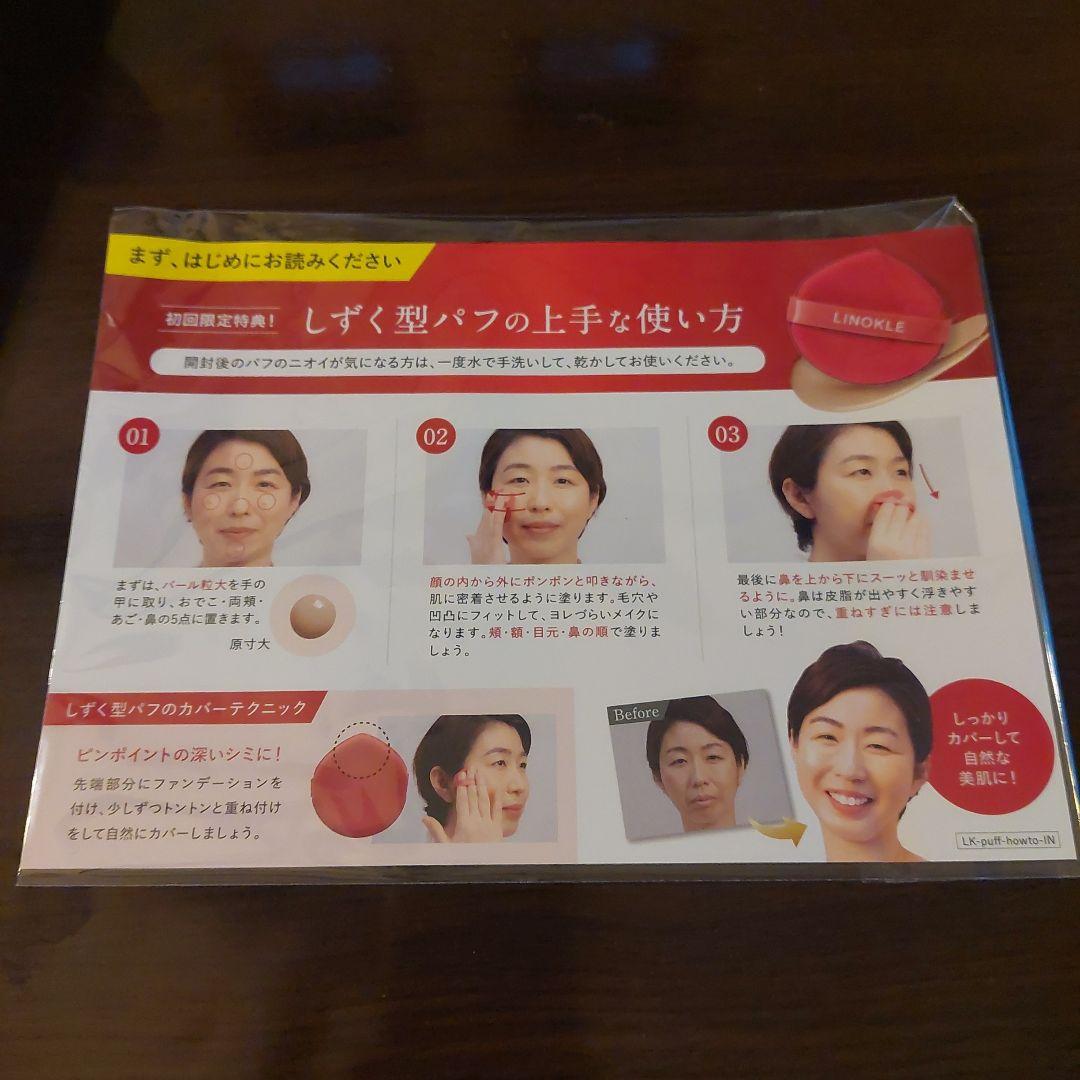 まず、はじめにお読みください
初回限定特典!
しずく型パフの上手な使い方
LINOKLE
開封後のパフのニオイが気になる方は、一度水で手洗いして、乾かしてお使いください。
01
まずは、パール粒大を手の
甲に取り、おでこ・両頬・
あご・鼻の5点に置きます。
原寸大
02
顔の内から外にポンポンと叩きながら、
肌に密着させるように塗ります。毛穴や
凹凸にフィットして、ヨレづらいメイクに
なります。頬・額・目元・鼻の順で塗りま
しょう。
03
最後に鼻を上から下にスーッと馴染ませ
るように。鼻は皮脂が出やすく浮きやす
い部分なので、重ねすぎには注意しま
しょう!
しずく型パフのカバーテクニック
ピンポイントの深いシミに!
先端部分にファンデーションを
付け、少しずつトントンと重ね付け
をして自然にカバーしましょう。
Before
しっかり
カバーして
自然な
美肌に!
LK-puff-howto-IN